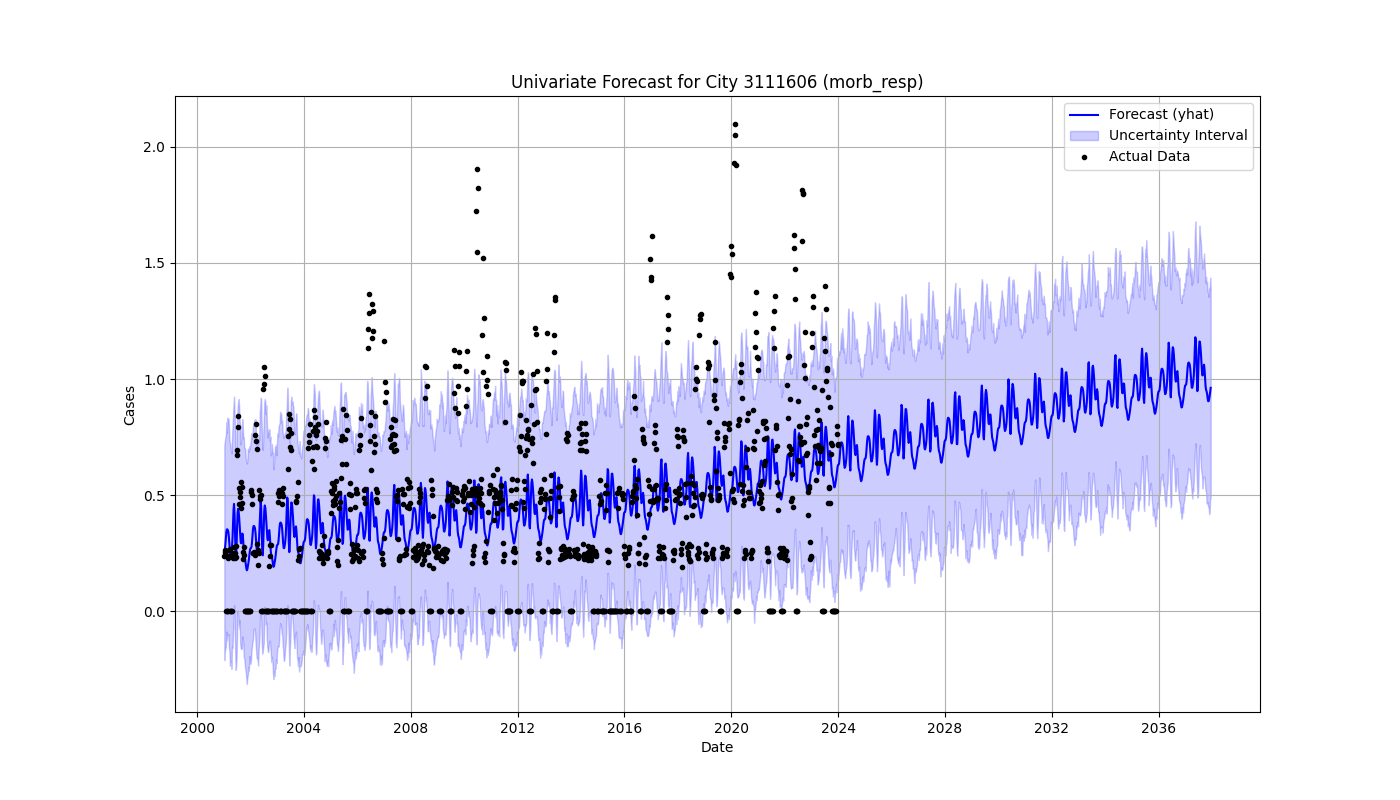 Univariate Forecast for City 3111606 (morb_resp)
Forecast (yhat)
Uncertainty Interval
Actual Data
2.0
1.5
1.0
0.5
0.0
Cases
2000 2004 2008 2012 2016 2020 2024 2028 2032 2036
Date